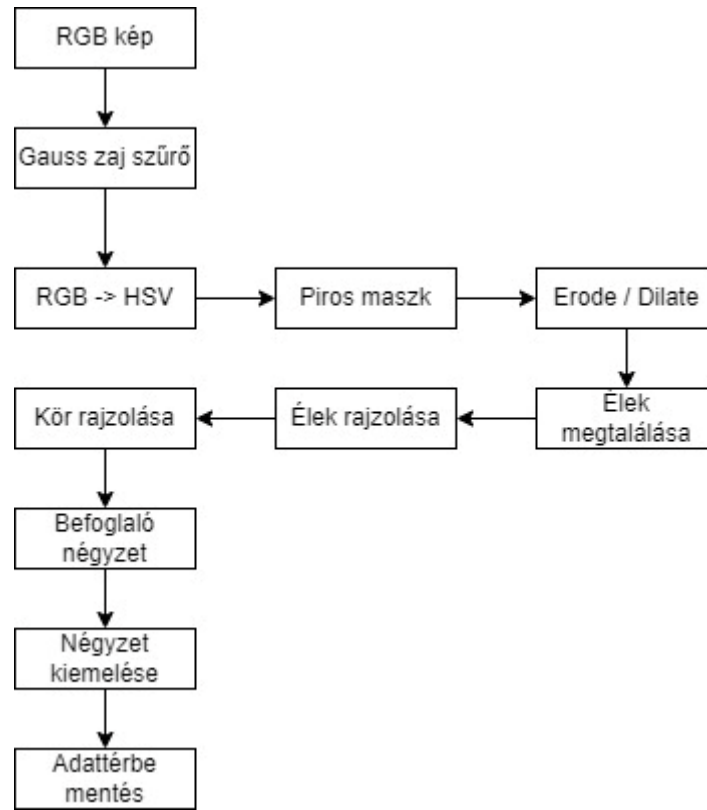 RGB kép
Gauss zaj szűrő
RGB -> HSV
Piros maszk
Erode / Dilate
Élek
megtalálása
Élek rajzolása
Kör rajzolása
Befoglaló
négyzet
Négyzet
kiemelése
Adattérbe
mentés